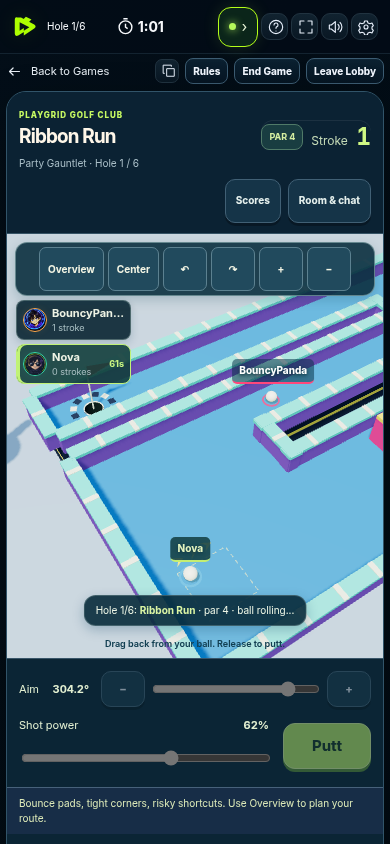 Hole 1/6
1:01
›
← Back to Games
Rules
End Game
Leave Lobby
PLAYGRID GOLF CLUB
Ribbon Run
PAR 4
Stroke 1
Party Gauntlet · Hole 1 / 6
Scores
Room & chat
Overview
Center
↶
↷
+
−
BouncyPan...
1 stroke
Nova
0 strokes
61s
BouncyPanda
Nova
Hole 1/6: Ribbon Run · par 4 · ball rolling...
Drag back from your ball. Release to putt.
Aim 304.2°
−
+
Shot power 62%
Putt
Bounce pads, tight corners, risky shortcuts. Use Overview to plan your
route.